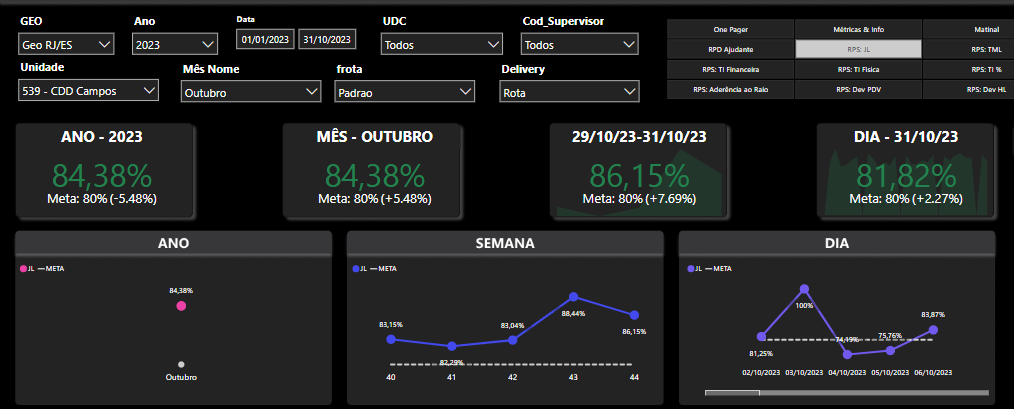 GEO
Geo RJ/ES
Ano
2023
Data
01/01/2023 31/10/2023
UDC
Todos
Cod_Supervisor
Todos
Unidade
539 - CDD Campos
Mês Nome
Outubro
frota
Padrao
Delivery
Rota
One Pager Métricas & Info Matinal
RPD Ajudante RPS: JL RPS: TML
RPS: TI Financeira RPS: TI Fisica RPS: TI %
RPS: Aderência ao Raio RPS: Dev PDV RPS: Dev HL
ANO - 2023
84,38%
Meta: 80% (-5.48%)
MÊS - OUTUBRO
84,38%
Meta: 80% (+5.48%)
29/10/23-31/10/23
86,15%
Meta: 80% (+7.69%)
DIA - 31/10/23
81,82%
Meta: 80% (+2.27%)
ANO
JL META
84,38%
Outubro
SEMANA
JL META
83,15% 82,29% 83,04% 88,44% 86,15%
40 41 42 43 44
DIA
JL META
81,25% 100% 74,19% 75,76% 83,87%
02/10/2023 03/10/2023 04/10/2023 05/10/2023 06/10/2023